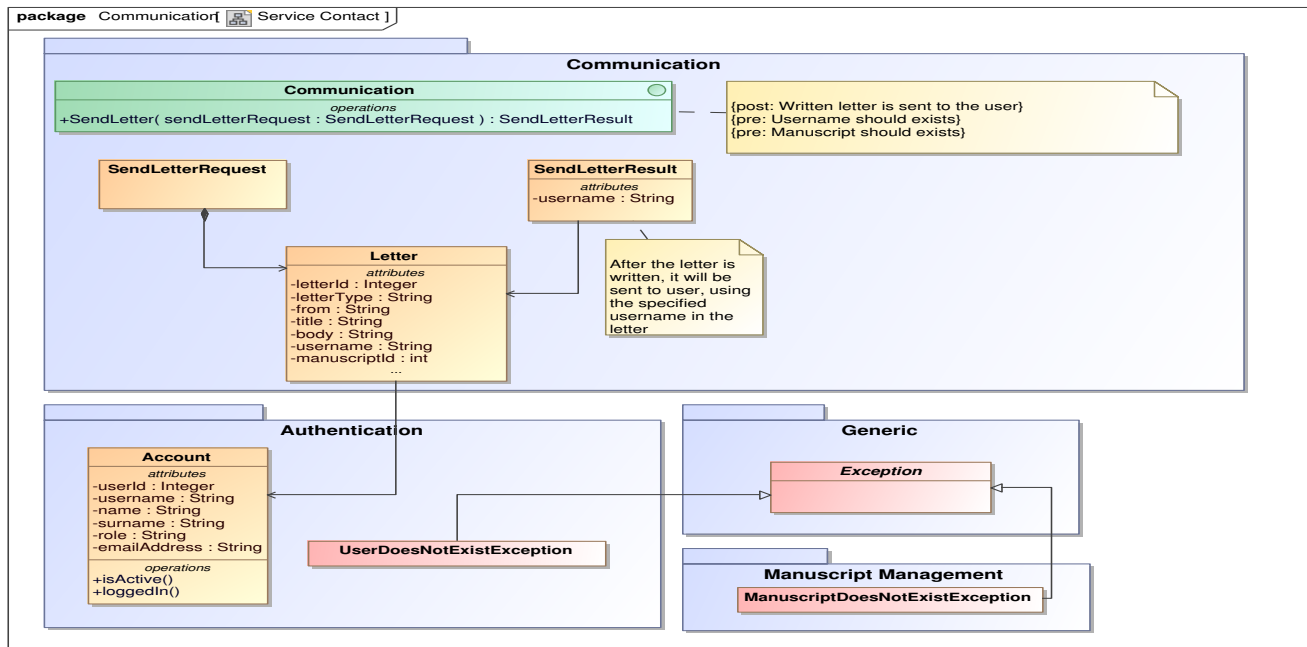 package Communication[ Service Contact ]
Communication
Communication
operations
+SendLetter( sendLetterRequest : SendLetterRequest ) : SendLetterResult
{post: Written letter is sent to the user}
{pre: Username should exists}
{pre: Manuscript should exists}
SendLetterRequest
SendLetterResult
attributes
-username : String
Letter
attributes
-letterId : Integer
-letterType : String
-from : String
-title : String
-body : String
-username : String
-manuscriptId : int
...
After the letter is
written, it will be
sent to user, using
the specified
username in the
letter
Authentication
Account
attributes
-userId : Integer
-username : String
-name : String
-surname : String
-role : String
-emailAddress : String
operations
+isActive()
+loggedIn()
UserDoesNotExistException
Generic
Exception
Manuscript Management
ManuscriptDoesNotExistException